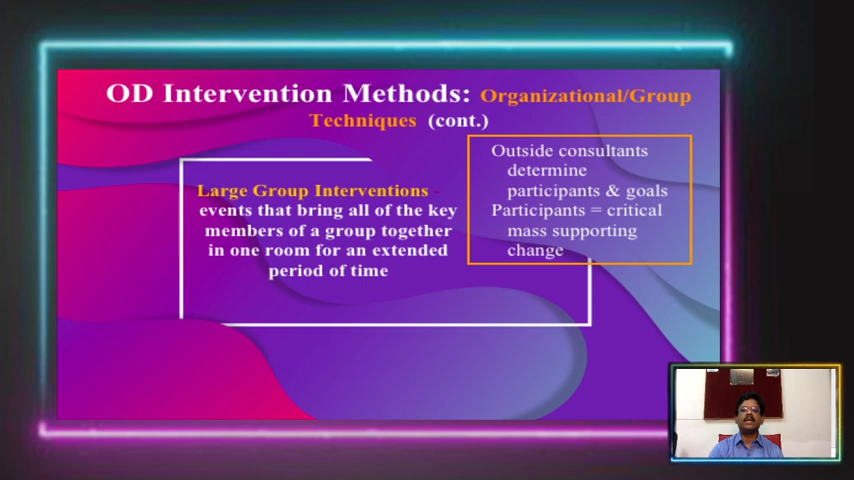 OD Intervention Methods: Organizational/Group
Techniques (cont.)
Large Group Interventions -
events that bring all of the key
members of a group together
in one room for an extended
period of time
Outside consultants
determine
participants & goals
Participants = critical
mass supporting
change